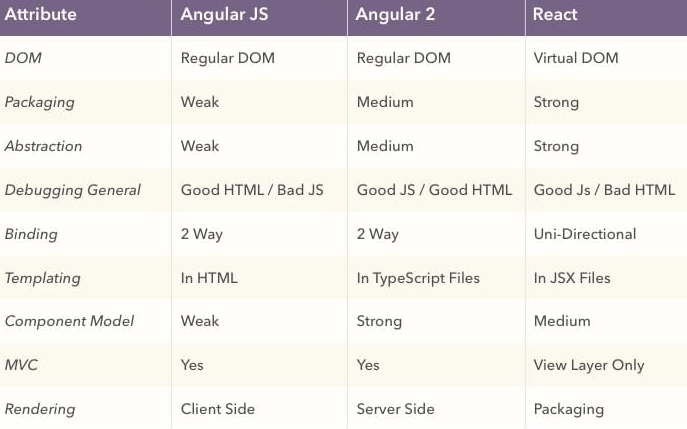 Attribute Angular JS Angular 2 React
DOM Regular DOM Regular DOM Virtual DOM
Packaging Weak Medium Strong
Abstraction Weak Medium Strong
Debugging General Good HTML / Bad JS Good JS / Good HTML Good Js / Bad HTML
Binding 2 Way 2 Way Uni-Directional
Templating In HTML In TypeScript Files In JSX Files
Component Model Weak Strong Medium
MVC Yes Yes View Layer Only
Rendering Client Side Server Side Packaging